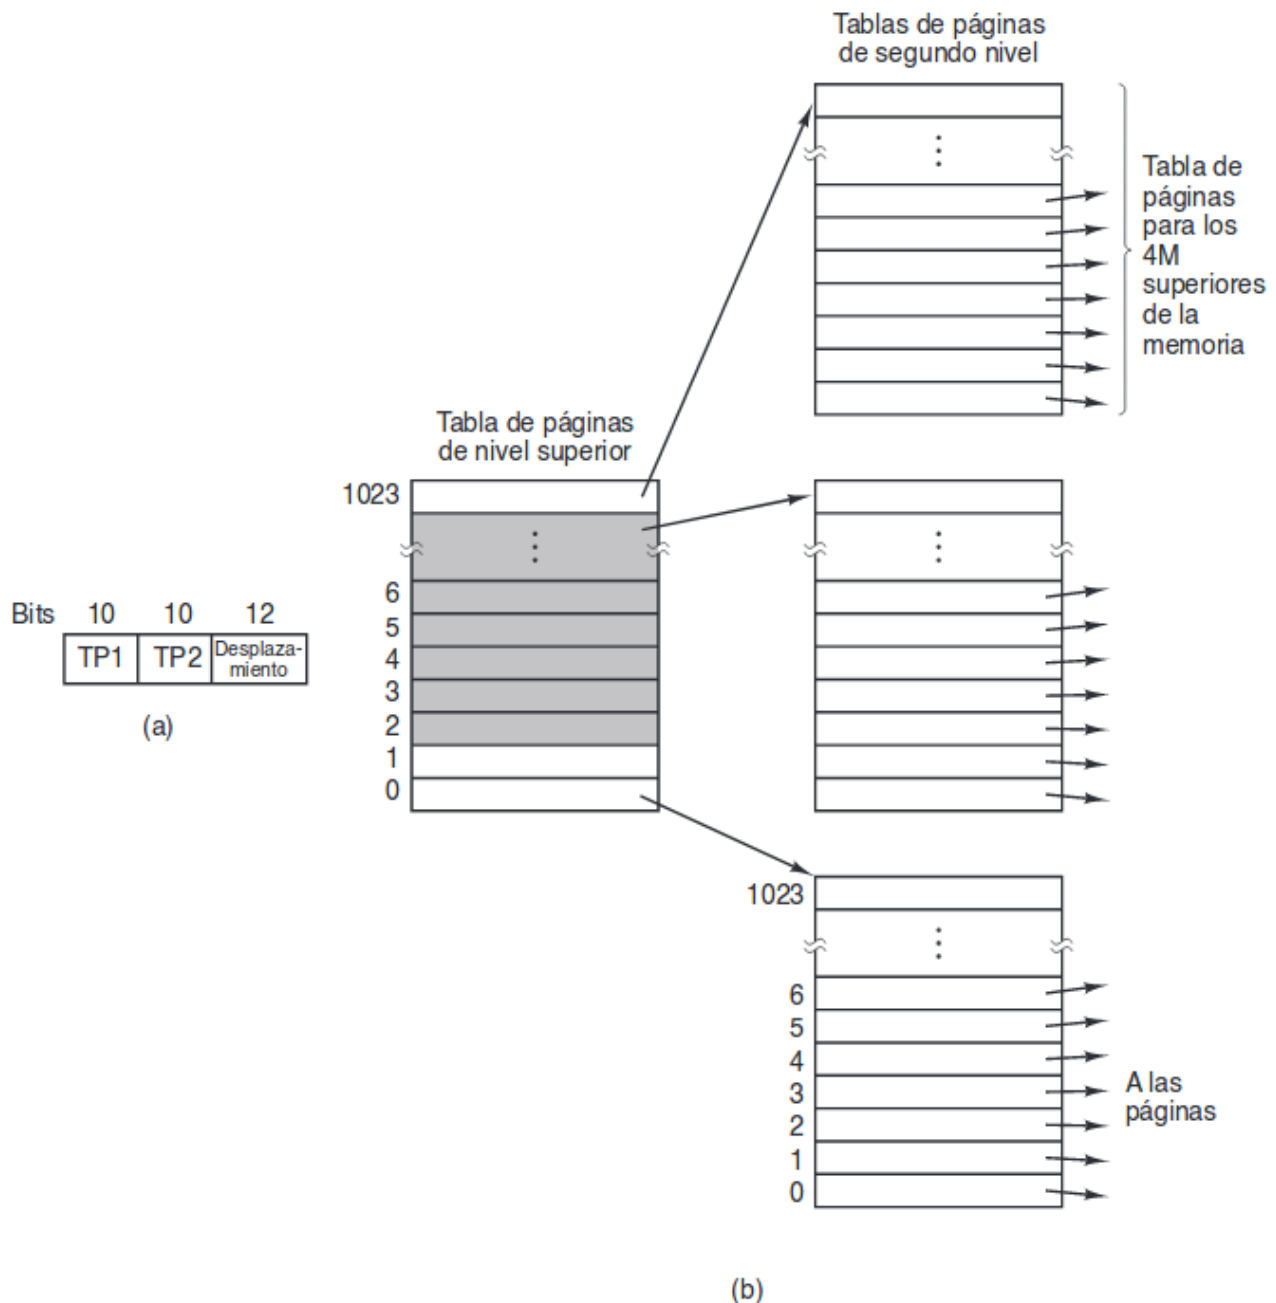 Tablas de páginas
de segundo nivel
Tabla de
páginas
para los
4M
superiores
de la
memoria
Tabla de páginas
de nivel superior
1023
6
5
4
3
2
1
0
Bits 10 10 12
TP1 TP2 Desplaza-
miento
(a)
1023
6
5
4
3
2
1
0
A las
páginas
(b)